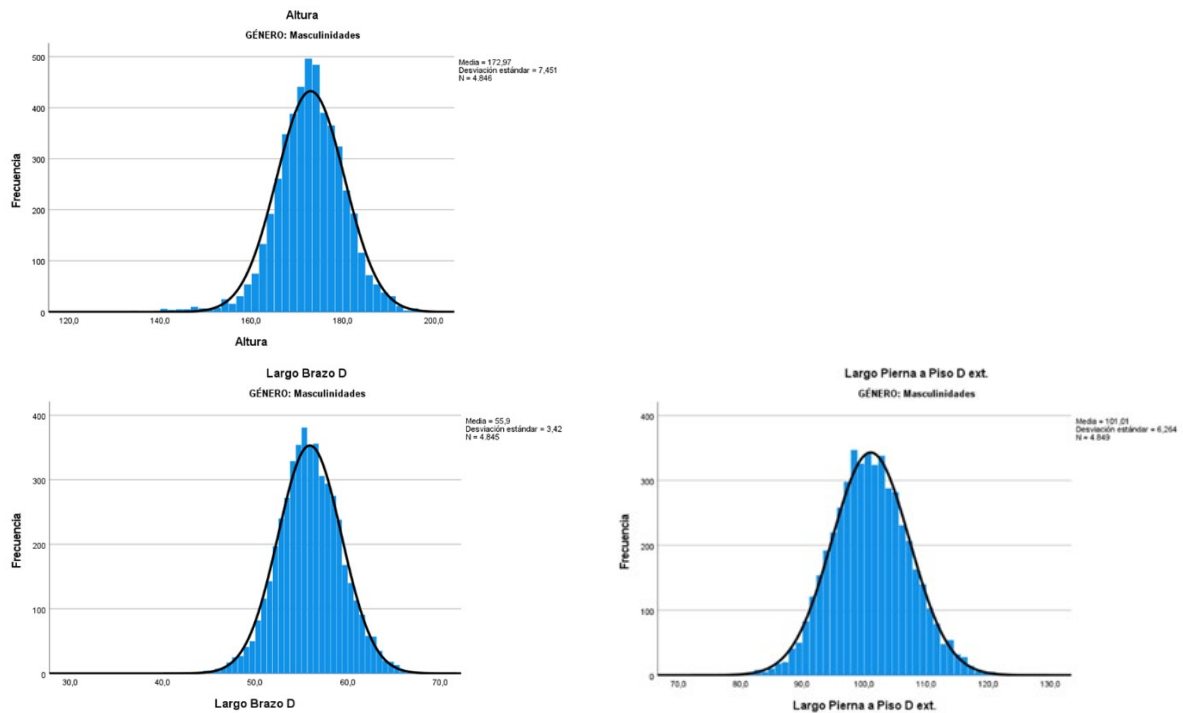 Altura
GÉNERO: Masculinidades
Media = 172,97
Desviación estándar = 7,451
N = 4.846
500
400
300
200
100
0
Frecuencia
120,0 140,0 160,0 180,0 200,0
Altura
Largo Brazo D
GÉNERO: Masculinidades
Media = 55,9
Desviación estándar = 3,42
N = 4.845
400
300
200
100
0
Frecuencia
30,0 40,0 50,0 60,0 70,0
Largo Brazo D
Largo Pierna a Piso D ext.
GÉNERO: Masculinidades
Media = 101,01
Desviación estándar = 6,264
N = 4.849
400
300
200
100
0
Frecuencia
70,0 80,0 90,0 100,0 110,0 120,0 130,0
Largo Pierna a Piso D ext.